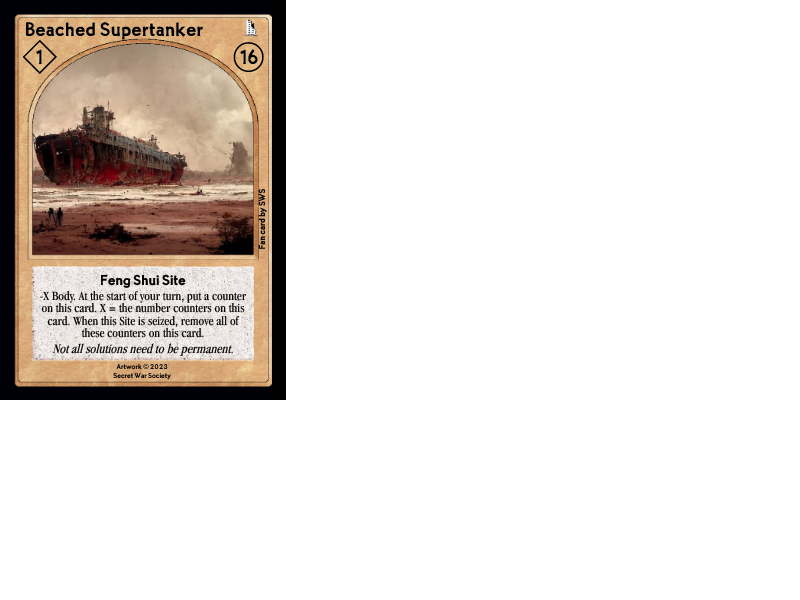 Beached Supertanker
1
16
Fan card by SWS
Feng Shui Site
-X Body. At the start of your turn, put a counter
on this card. X = the number counters on this
card. When this Site is seized, remove all of
these counters on this card.
Not all solutions need to be permanent.
Artwork © 2023
Secret War Society